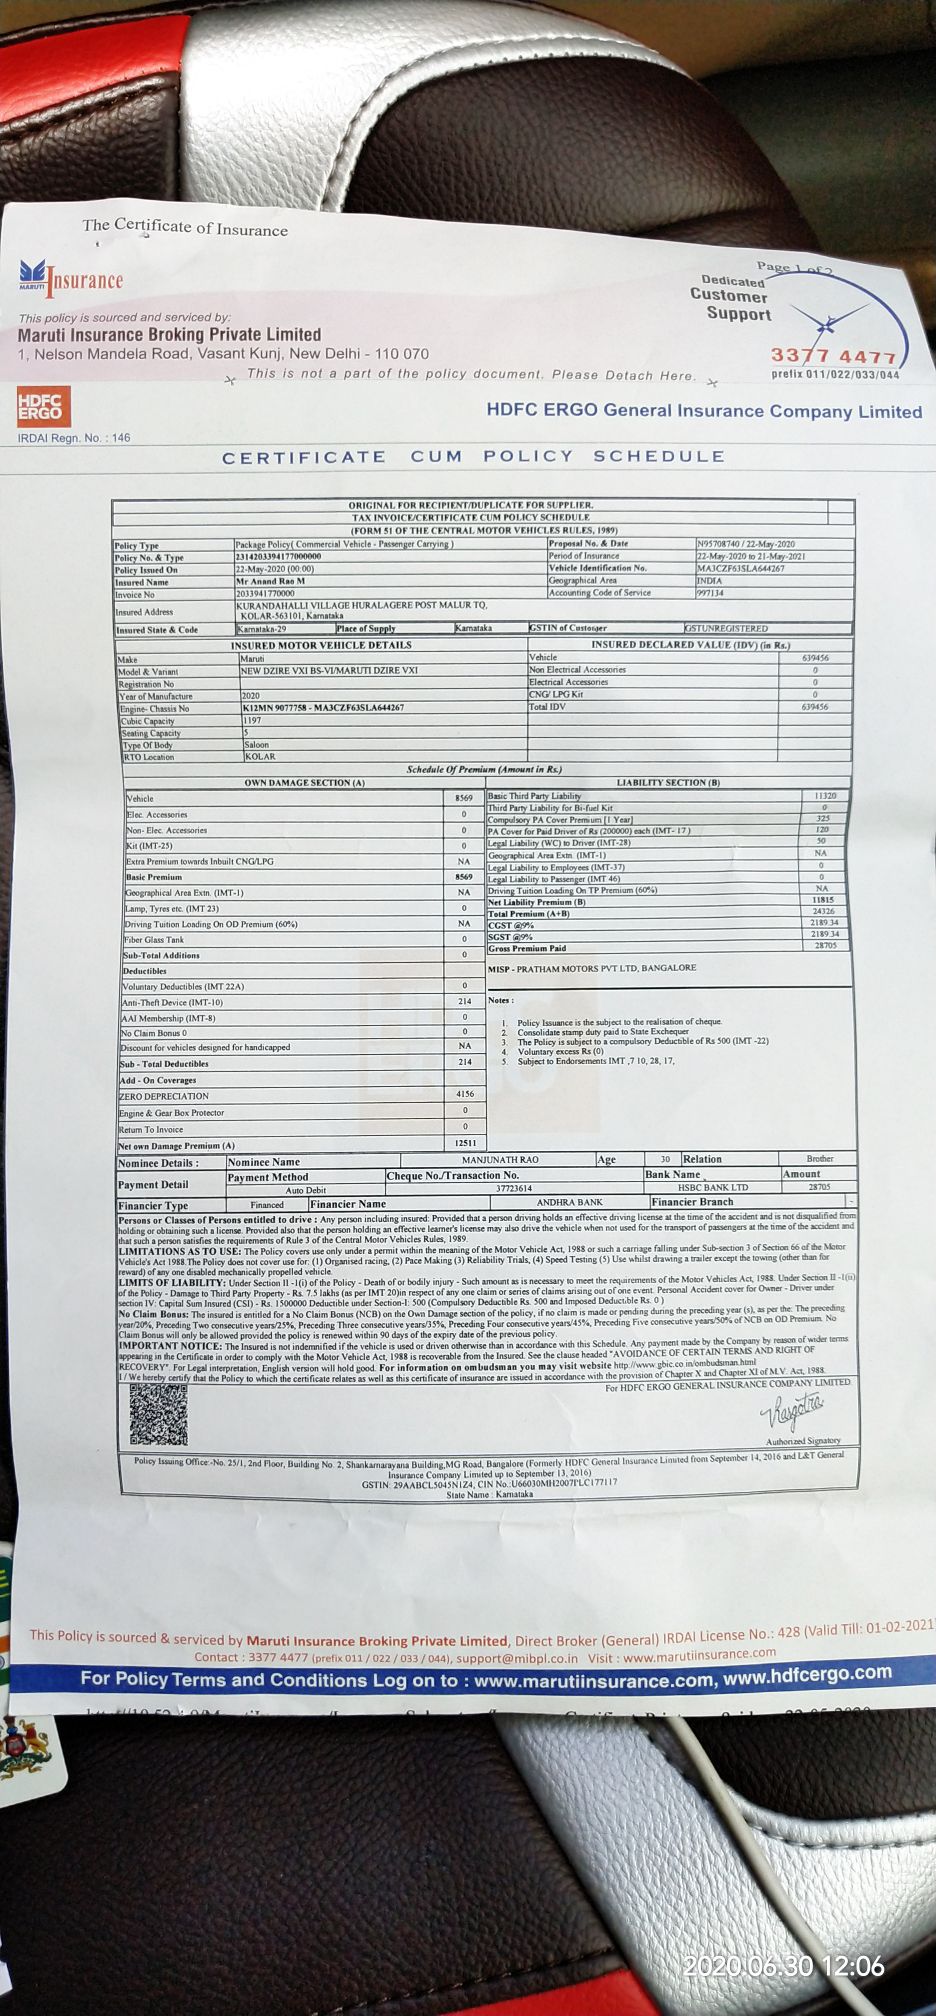 The Certificate of Insurance
Page 1 of 2
MARUTI Insurance
Dedicated
Customer
Support
3377 4477
prefix 011/022/033/044
This policy is sourced and serviced by:
Maruti Insurance Broking Private Limited
1, Nelson Mandela Road, Vasant Kunj, New Delhi - 110 070
This is not a part of the policy document. Please Detach Here.
HDFC
ERGO
HDFC ERGO General Insurance Company Limited
IRDAI Regn. No. : 146
CERTIFICATE CUM POLICY SCHEDULE
ORIGINAL FOR RECIPIENT/DUPLICATE FOR SUPPLIER.
TAX INVOICE/CERTIFICATE CUM POLICY SCHEDULE
(FORM 51 OF THE CENTRAL MOTOR VEHICLES RULES, 1989)
Policy Type Package Policy( Commercial Vehicle - Passenger Carrying ) Proposal No. & Date N95708740 / 22-May-2020
Policy No. & Type 2314203394177000000 Period of Insurance 22-May-2020 to 21-May-2021
Policy Issued On 22-May-2020 (00:00) Vehicle Identification No. MA3CZF63SLA644267
Insured Name Mr Anand Rao M Geographical Area INDIA
Invoice No 2033941770000 Accounting Code of Service 997134
Insured Address KURANDAHALLI VILLAGE HURALAGERE POST MALUR TQ,
KOLAR-563101, Karnataka
Insured State & Code Karnataka-29 Place of Supply Karnataka GSTIN of Customer GSTUNREGISTERED
INSURED MOTOR VEHICLE DETAILS INSURED DECLARED VALUE (IDV) (in Rs.)
Make Maruti Vehicle 639456
Model & Variant NEW DZIRE VXI BS-VI/MARUTI DZIRE VXI Non Electrical Accessories 0
Registration No Electrical Accessories 0
Year of Manufacture 2020 CNG/ LPG Kit 0
Engine- Chassis No K12MN 9077758 - MA3CZF63SLA644267 Total IDV 639456
Cubic Capacity 1197
Seating Capacity 5
Type Of Body Saloon
RTO Location KOLAR
Schedule Of Premium (Amount in Rs.)
OWN DAMAGE SECTION (A) LIABILITY SECTION (B)
Vehicle 8569
Elec. Accessories 0
Non- Elec. Accessories 0
Kit (IMT-25) 0
Extra Premium towards Inbuilt CNG/LPG NA
Basic Premium 8569
Geographical Area Extn. (IMT-1) NA
Lamp, Tyres etc. (IMT 23) 0
Driving Tuition Loading On OD Premium (60%) NA
Fiber Glass Tank 0
Sub-Total Additions 0
Deductibles
Voluntary Deductibles (IMT 22A) 0
Anti-Theft Device (IMT-10) 214
AAI Membership (IMT-8) 0
No Claim Bonus 0 0
Discount for vehicles designed for handicapped NA
Sub - Total Deductibles 214
Add - On Coverages
ZERO DEPRECIATION 4156
Engine & Gear Box Protector 0
Return To Invoice 0
Net own Damage Premium (A) 12511
Basic Third Party Liability 11320
Third Party Liability for Bi-fuel Kit 0
Compulsory PA Cover Premium [1 Year] 325
PA Cover for Paid Driver of Rs (200000) each (IMT- 17 ) 120
Legal Liability (WC) to Driver (IMT-28) 50
Geographical Area Extn. (IMT-1) NA
Legal Liability to Employees (IMT-37) 0
Legal Liability to Passenger (IMT 46) 0
Driving Tuition Loading On TP Premium (60%) NA
Net Liability Premium (B) 11815
Total Premium (A+B) 24326
CGST @9% 2189.34
SGST @9% 2189.34
Gross Premium Paid 28705
MISP - PRATHAM MOTORS PVT LTD, BANGALORE
Notes :
1. Policy Issuance is the subject to the realisation of cheque.
2. Consolidate stamp duty paid to State Exchequer
3. The Policy is subject to a compulsory Deductible of Rs 500 (IMT -22)
4. Voluntary excess Rs (0)
5. Subject to Endorsements IMT ,7 10, 28, 17,
Nominee Details : Nominee Name MANJUNATH RAO Age 30 Relation Brother
Payment Detail Payment Method Cheque No./Transaction No. Bank Name Amount
Auto Debit 37723614 HSBC BANK LTD 28705
Financier Type Financed Financier Name ANDHRA BANK Financier Branch -
Persons or Classes of Persons entitled to drive : Any person including insured: Provided that a person driving holds an effective driving license at the time of the accident and is not disqualified from
holding or obtaining such a license. Provided also that the person holding an effective learner's license may also drive the vehicle when not used for the transport of passengers at the time of the accident and
that such a person satisfies the requirements of Rule 3 of the Central Motor Vehicles Rules, 1989.
LIMITATIONS AS TO USE: The Policy covers use only under a permit within the meaning of the Motor Vehicle Act, 1988 or such a carriage falling under Sub-section 3 of Section 66 of the Motor
Vehicle's Act 1988.The Policy does not cover use for: (1) Organised racing, (2) Pace Making (3) Reliability Trials, (4) Speed Testing (5) Use whilst drawing a trailer except the towing (other than for
reward) of any one disabled mechanically propelled vehicle.
LIMITS OF LIABILITY: Under Section II -1(i) of the Policy - Death of or bodily injury - Such amount as is necessary to meet the requirements of the Motor Vehicles Act, 1988. Under Section II -1(ii)
of the Policy - Damage to Third Party Property - Rs. 7.5 lakhs (as per IMT 20)in respect of any one claim or series of claims arising out of one event. Personal Accident cover for Owner - Driver under
section IV: Capital Sum Insured (CSI) - Rs. 1500000 Deductible under Section-I: 500 (Compulsory Deductible Rs. 500 and Imposed Deductible Rs. 0 )
No Claim Bonus: The insured is entitled for a No Claim Bonus (NCB) on the Own Damage section of the policy, if no claim is made or pending during the preceding year (s), as per the: The preceding
year/20%, Preceding Two consecutive years/25%, Preceding Three consecutive years/35%, Preceding Four consecutive years/45%, Preceding Five consecutive years/50% of NCB on OD Premium. No
Claim Bonus will only be allowed provided the policy is renewed within 90 days of the expiry date of the previous policy.
IMPORTANT NOTICE: The Insured is not indemnified if the vehicle is used or driven otherwise than in accordance with this Schedule. Any payment made by the Company by reason of wider terms
appearing in the Certificate in order to comply with the Motor Vehicle Act, 1988 is recoverable from the Insured. See the clause headed "AVOIDANCE OF CERTAIN TERMS AND RIGHT OF
RECOVERY". For Legal interpretation, English version will hold good. For information on ombudsman you may visit website http://www.gbic.co.in/ombudsman.html
I / We hereby certify that the Policy to which the certificate relates as well as this certificate of insurance are issued in accordance with the provision of Chapter X and Chapter XI of M.V. Act, 1988.
For HDFC ERGO GENERAL INSURANCE COMPANY LIMITED
Authorized Signatory
Policy Issuing Office:-No. 25/1, 2nd Floor, Building No. 2, Shankarnarayana Building,MG Road, Bangalore (Formerly HDFC General Insurance Limited from September 14, 2016 and L&T General
Insurance Company Limited up to September 13, 2016)
GSTIN: 29AABCL5045N1Z4, CIN No.:U66030MH2007PLC177117
State Name : Karnataka
This Policy is sourced & serviced by Maruti Insurance Broking Private Limited, Direct Broker (General) IRDAI License No.: 428 (Valid Till: 01-02-2021
Contact : 3377 4477 (prefix 011 / 022 / 033 / 044), support@mibpl.co.in Visit : www.marutiinsurance.com
For Policy Terms and Conditions Log on to : www.marutiinsurance.com, www.hdfcergo.com
2020.06.30 12:06